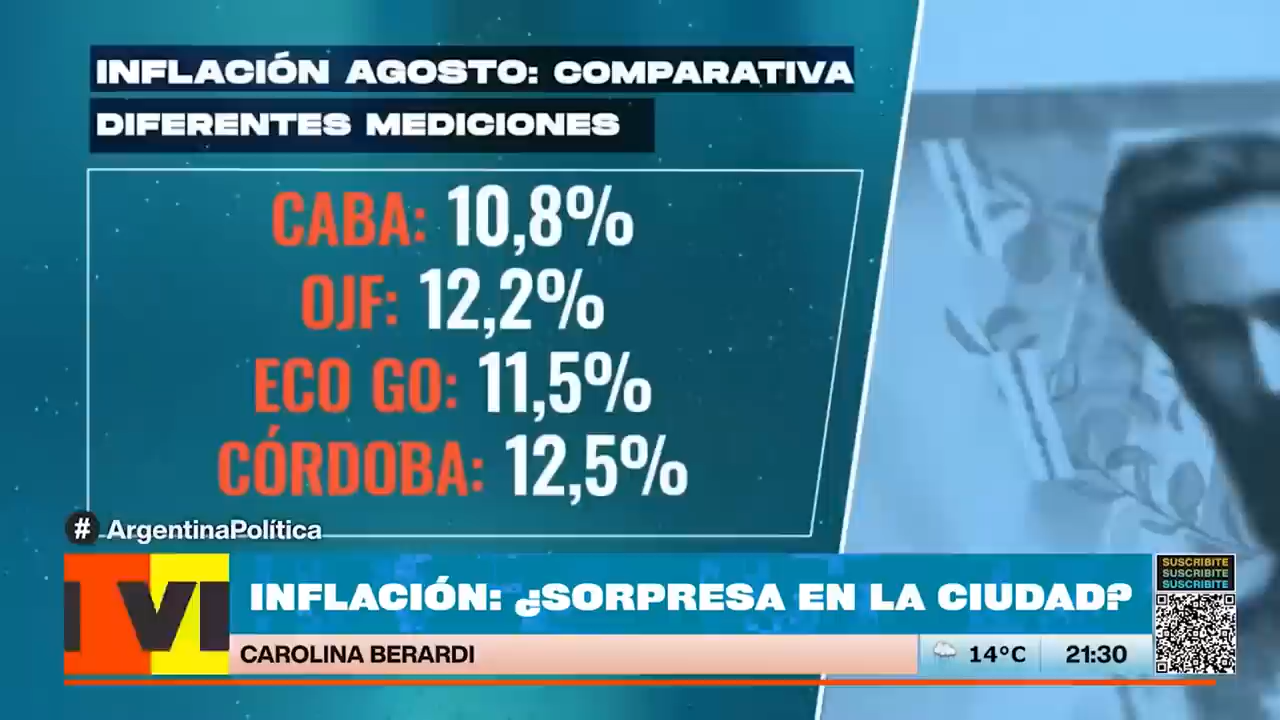 INFLACIÓN AGOSTO: COMPARATIVA
DIFERENTES MEDICIONES
CABA: 10,8%
OJF: 12,2%
ECO GO: 11,5%
CÓRDOBA: 12,5%
# ArgentinaPolítica
IVI
INFLACIÓN: ¿SORPRESA EN LA CIUDAD?
CAROLINA BERARDI
14°C
21:30
SUSCRIBITE
SUSCRIBITE
SUSCRIBITE